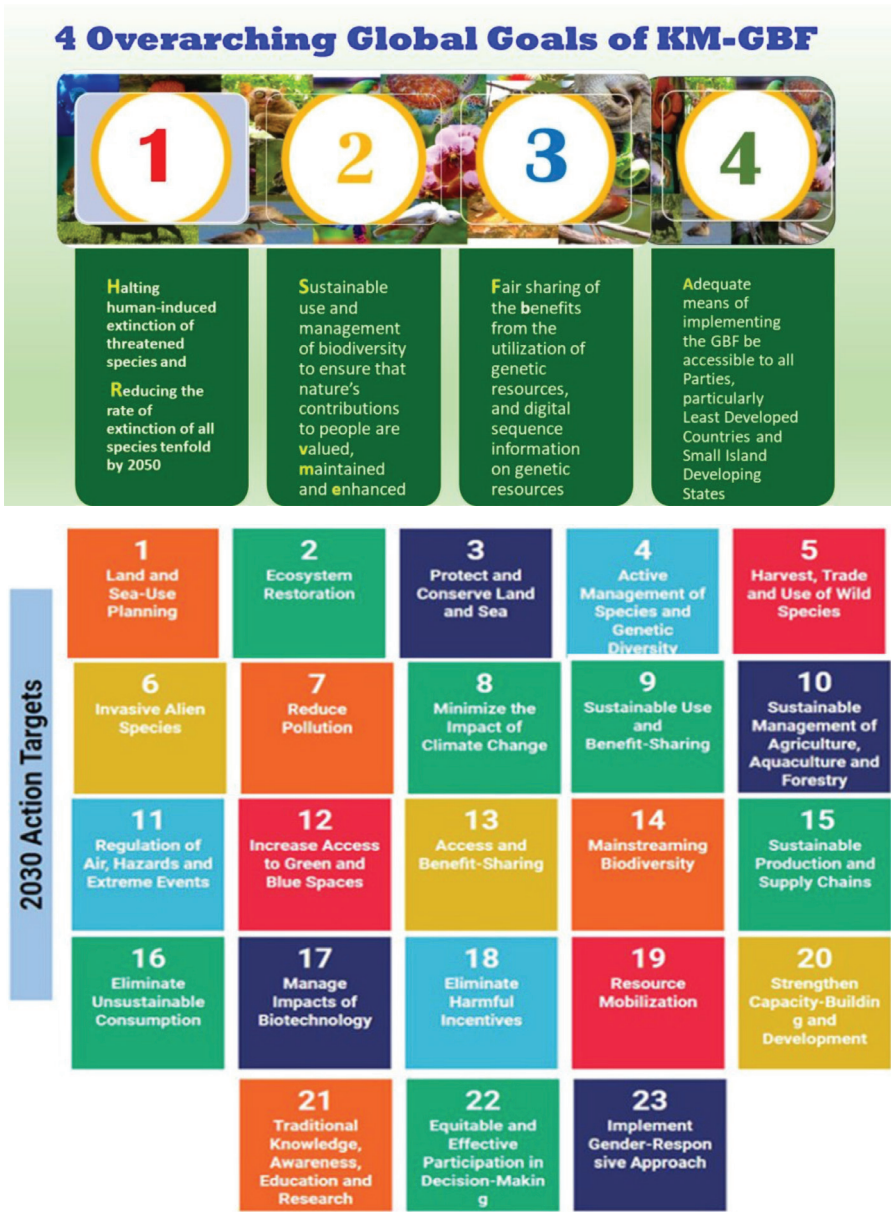 4 Overarching Global Goals of KM-GBF
1
2
3
4
Halting
human-induced
extinction of
threatened
species and
Reducing the
rate of
extinction of all
species tenfold
by 2050
Sustainable
use and
management
of biodiversity
to ensure that
nature's
contributions
to people are
valued,
maintained
and enhanced
Fair sharing of
the benefits
from the
utilization of
genetic
resources,
and digital
sequence
information
on genetic
resources
Adequate
means of
implementing
the GBF be
accessible to all
Parties,
particularly
Least Developed
Countries and
Small Island
Developing
States
2030 Action Targets
1
Land and
Sea-Use
Planning
2
Ecosystem
Restoration
3
Protect and
Conserve Land
and Sea
4
Active
Management of
Species and
Genetic
Diversity
5
Harvest, Trade
and Use of Wild
Species
6
Invasive Alien
Species
7
Reduce
Pollution
8
Minimize the
Impact of
Climate Change
9
Sustainable Use
and
Benefit-Sharing
10
Sustainable
Management of
Agriculture,
Aquaculture and
Forestry
11
Regulation of
Air, Hazards and
Extreme Events
12
Increase Access
to Green and
Blue Spaces
13
Access and
Benefit-Sharing
14
Mainstreaming
Biodiversity
15
Sustainable
Production and
Supply Chains
16
Eliminate
Unsustainable
Consumption
17
Manage
Impacts of
Biotechnology
18
Eliminate
Harmful
Incentives
19
Resource
Mobilization
20
Strengthen
Capacity-Buildin
g and
Development
21
Traditional
Knowledge,
Awareness,
Education and
Research
22
Equitable and
Effective
Participation in
Decision-Makin
g
23
Implement
Gender-Respon
sive Approach